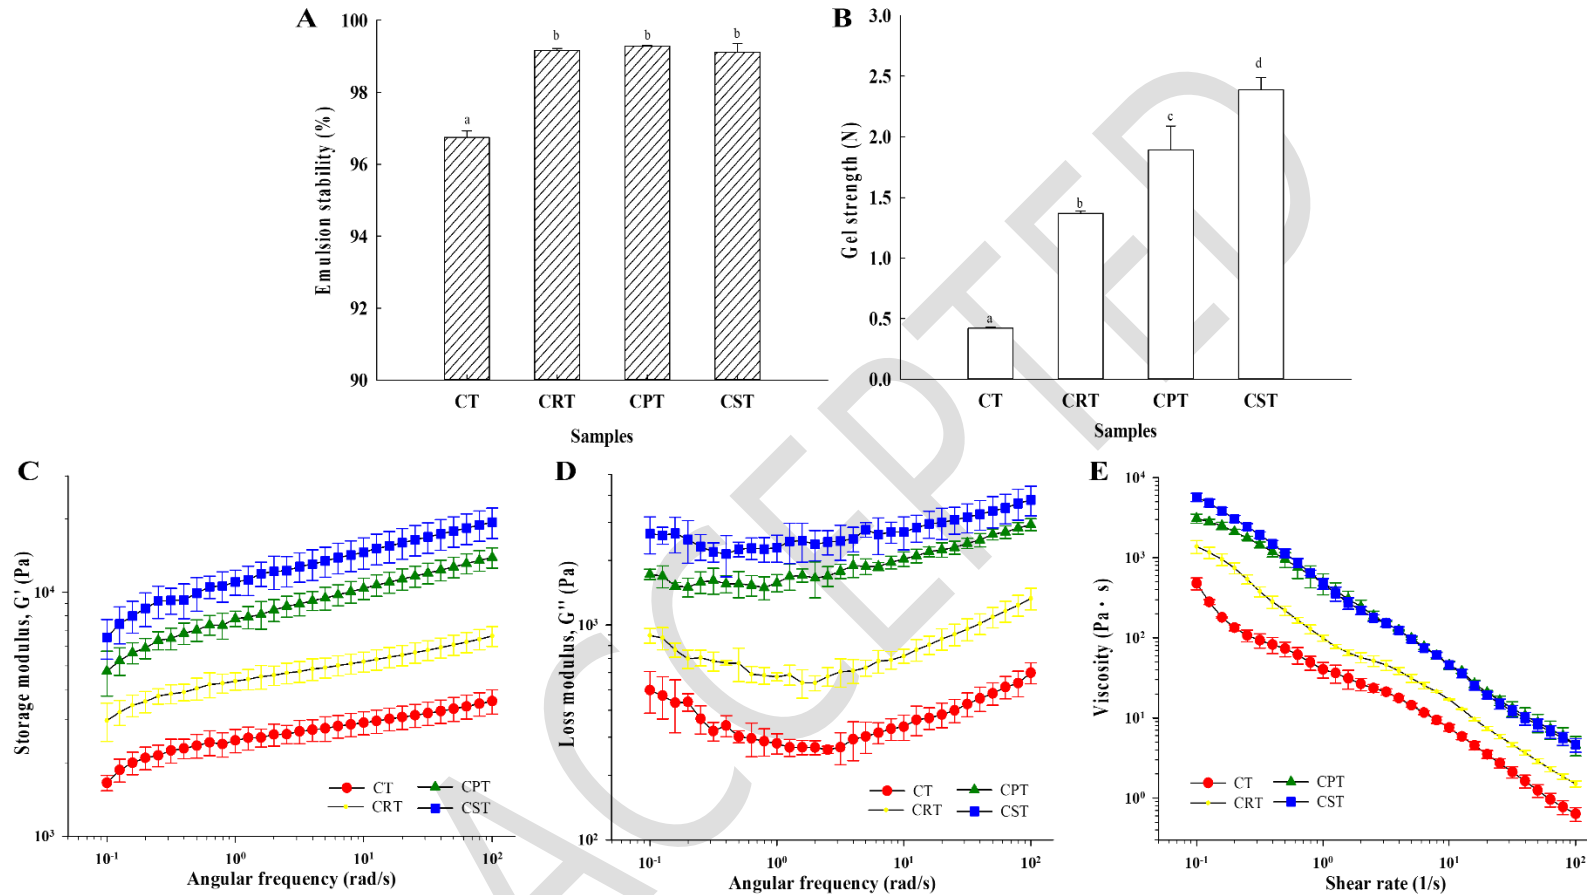 A
100
98
96
94
92
90
Emulsion stability (%)
a
b
b
b
CT CRT CPT CST
Samples
B
3.0
2.5
2.0
1.5
1.0
0.5
0.0
Gel strength (N)
a
b
c
d
CT CRT CPT CST
Samples
C
10⁴
10³
Storage modulus, G' (Pa)
CT CPT
CRT CST
10⁻¹ 10⁰ 10¹ 10²
Angular frequency (rad/s)
D
10³
10²
Loss modulus, G'' (Pa)
CT CPT
CRT CST
10⁻¹ 10⁰ 10¹ 10²
Angular frequency (rad/s)
E
10⁴
10³
10²
10¹
10⁰
Viscosity (Pa· s)
CT CPT
CRT CST
10⁻¹ 10⁰ 10¹ 10²
Shear rate (1/s)
ACCEPTED